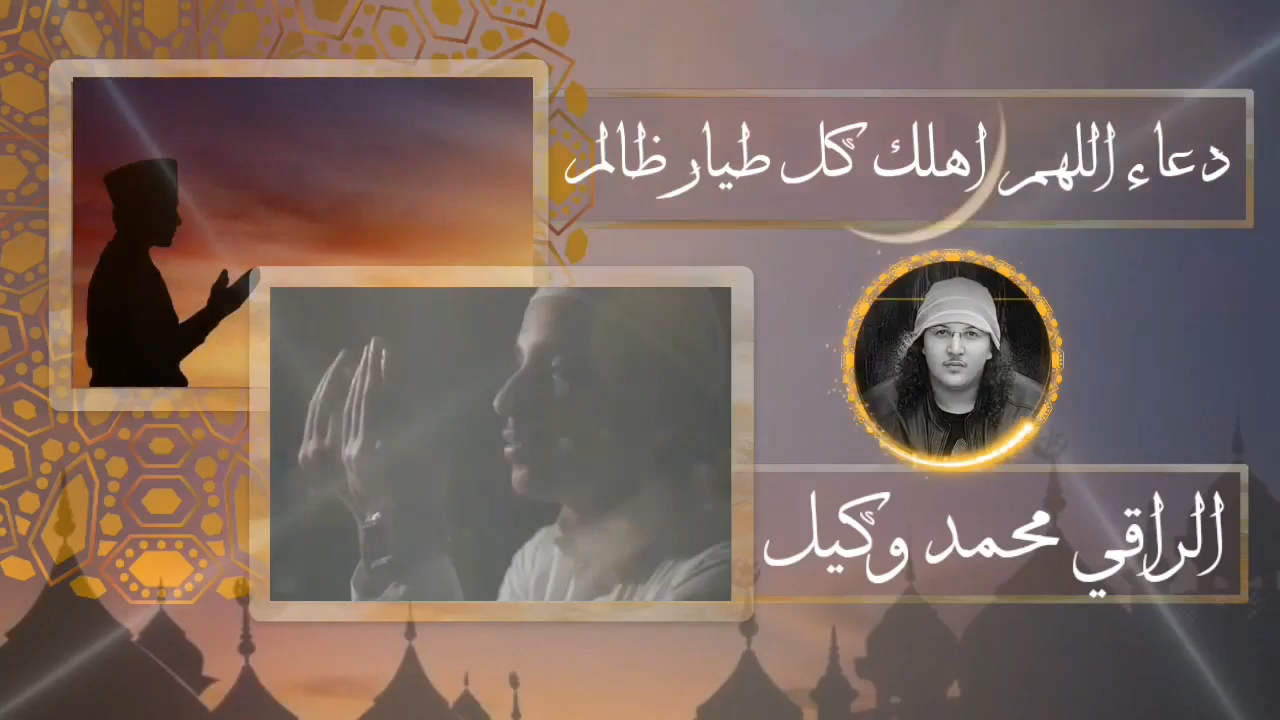 دعاء اللهم اهلك كل طيار ظالم
الراقي محمد وكيل